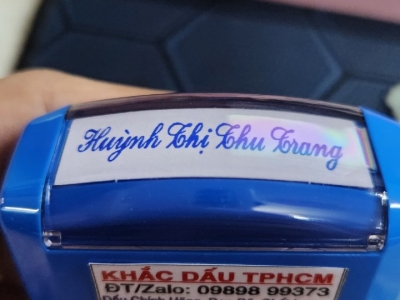 Huỳnh Thị Thu Trang
KHẮC DẤU TPHCM
ĐT/Zalo: 09898 99373